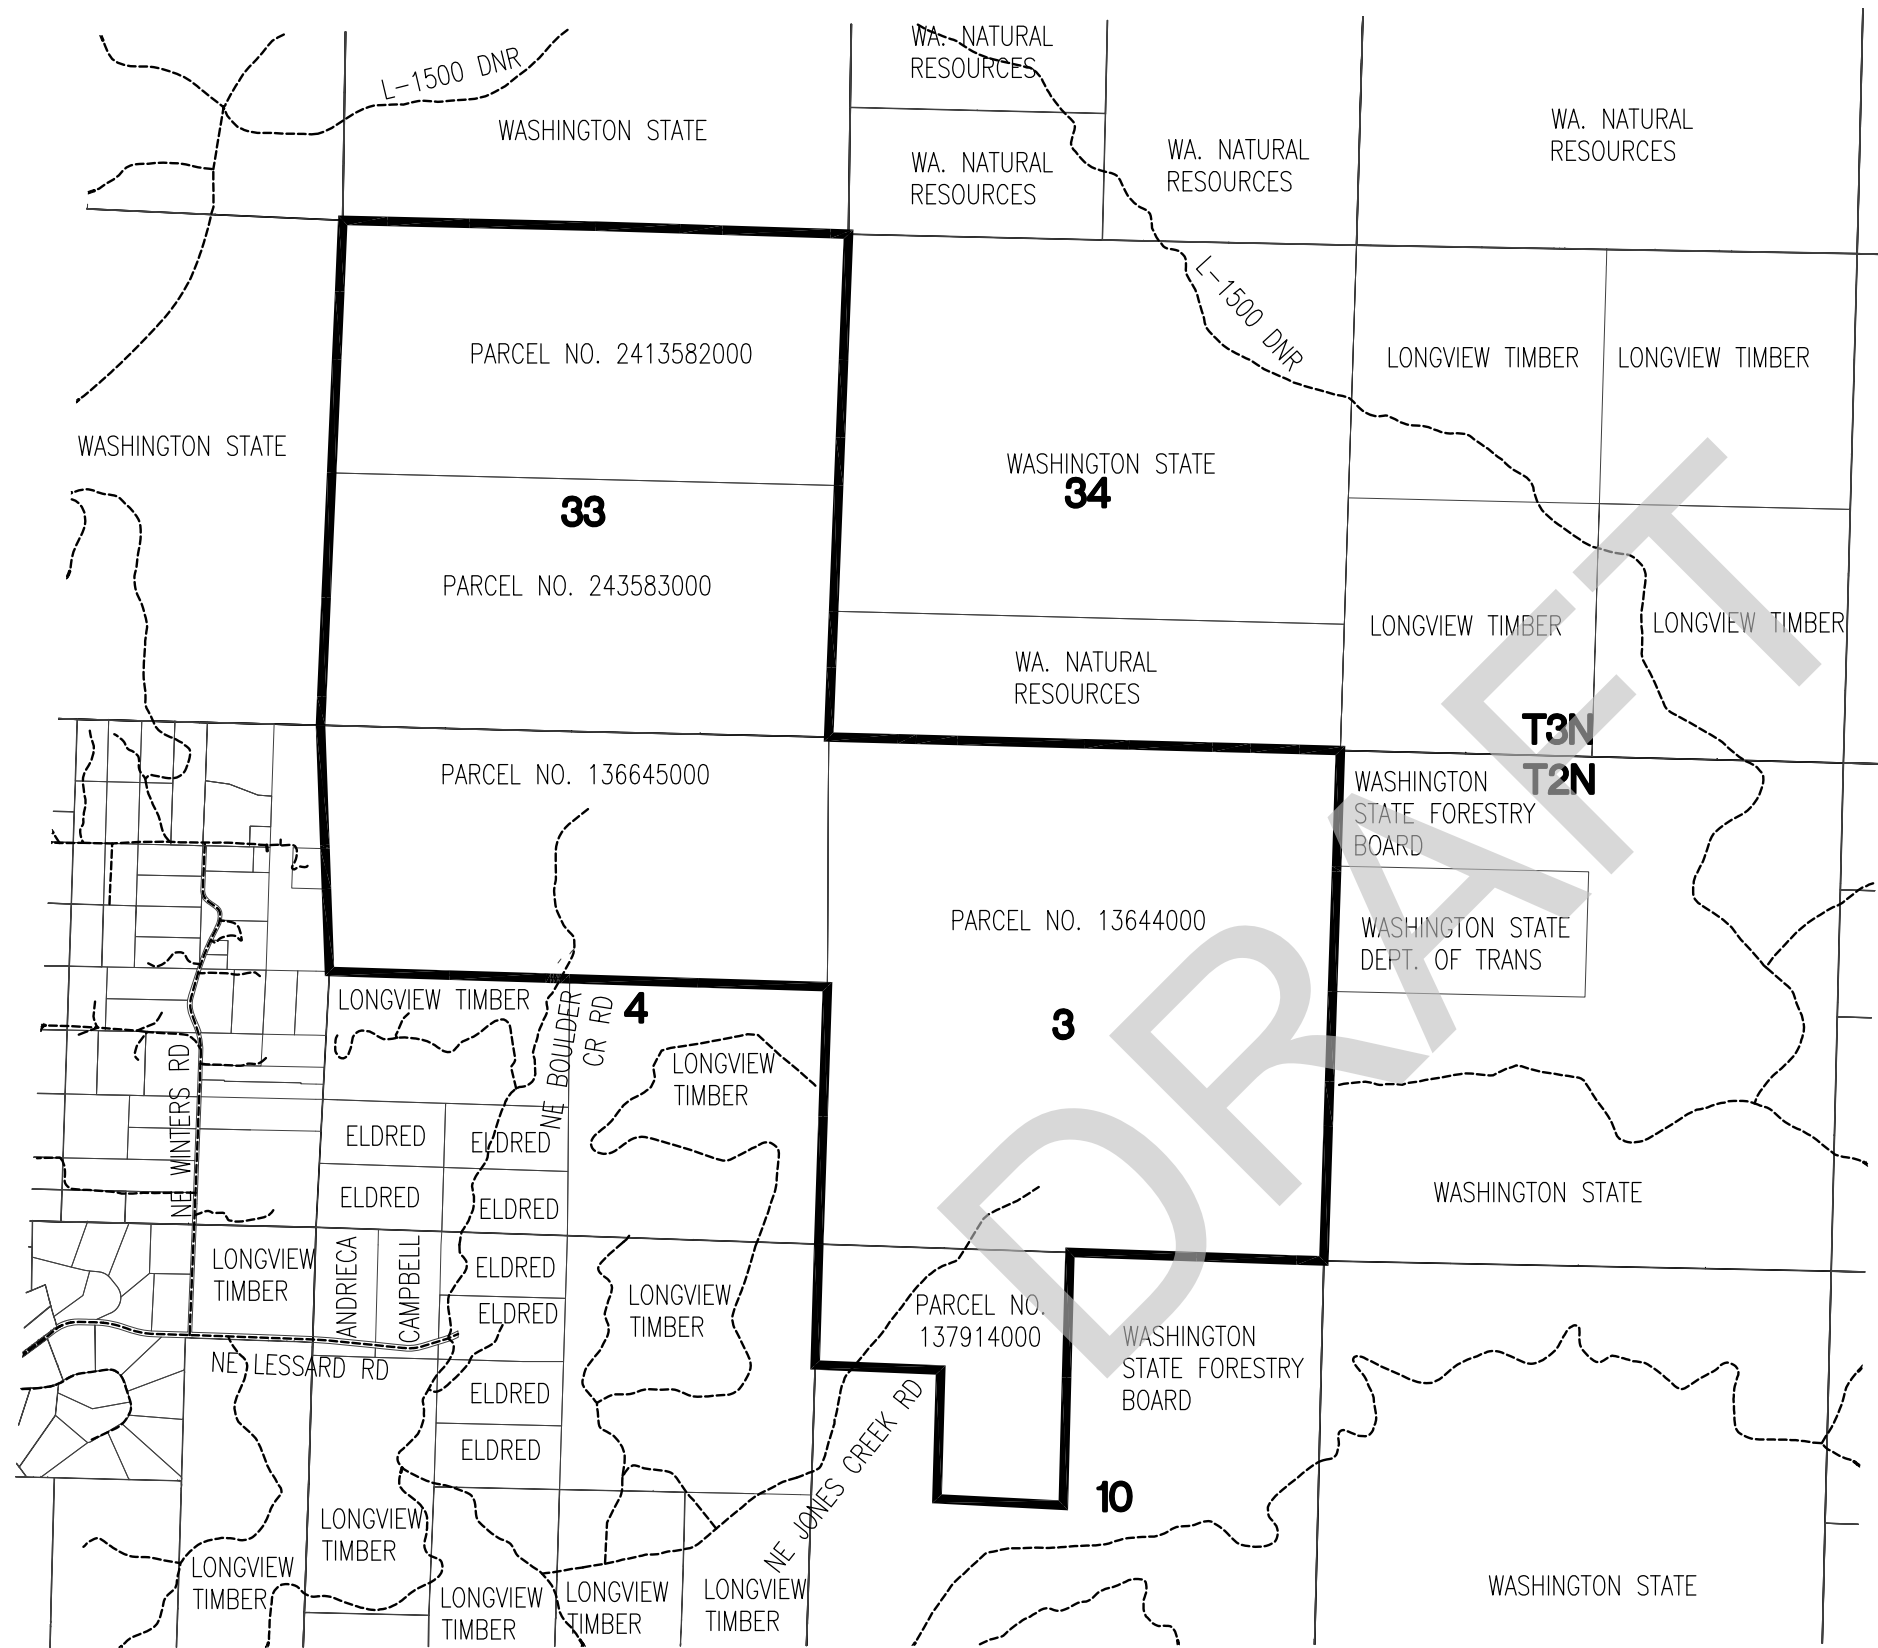 WA. NATURAL
RESOURCES
L-1500 DNR
WASHINGTON STATE
WA. NATURAL
RESOURCES
WA. NATURAL
RESOURCES
WA. NATURAL
RESOURCES
L-1500 DNR
PARCEL NO. 2413582000
LONGVIEW TIMBER
LONGVIEW TIMBER
WASHINGTON STATE
WASHINGTON STATE
34
33
PARCEL NO. 243583000
LONGVIEW TIMBER
LONGVIEW TIMBER
WA. NATURAL
RESOURCES
T3N
T2N
PARCEL NO. 136645000
WASHINGTON
STATE FORESTRY
BOARD
PARCEL NO. 13644000
WASHINGTON STATE
DEPT. OF TRANS
LONGVIEW TIMBER
4
3
NE BOULDER
CR RD
NE WINTERS RD
LONGVIEW
TIMBER
ELDRED
ELDRED
ELDRED
ELDRED
WASHINGTON STATE
LONGVIEW
TIMBER
ANDRIECA
CAMPBELL
ELDRED
ELDRED
LONGVIEW
TIMBER
PARCEL NO.
137914000
WASHINGTON
STATE FORESTRY
BOARD
NE LESSARD RD
ELDRED
ELDRED
NE JONES CREEK RD
10
LONGVIEW
TIMBER
LONGVIEW
TIMBER
LONGVIEW
TIMBER
LONGVIEW
TIMBER
LONGVIEW
TIMBER
WASHINGTON STATE
DRAFT